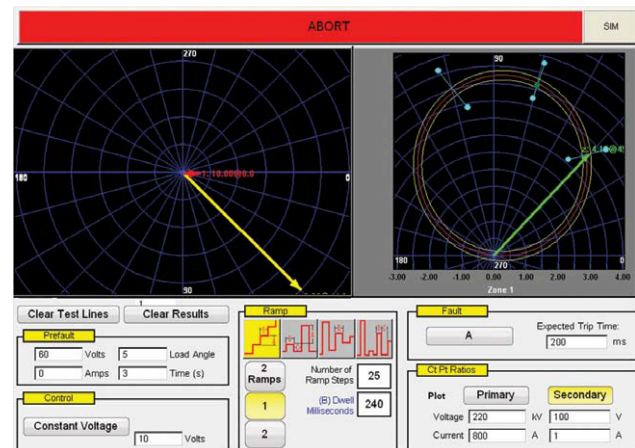 ABORT
SIM
270
180
0
90
1: 10.00@0.0
90
180
0
270
-3.00 -2.00 -1.00 0.00 1.00 2.00 3.00 4.00
Zone 1
1
Clear Test Lines
Clear Results
Prefault
60 Volts 5 Load Angle
0 Amps 3 Time (s)
Control
Constant Voltage
10 Volts
Ramp
2 Ramps
1
2
Number of
Ramp Steps
25
(B) Dwell
Milliseconds
240
Fault
A
Expected Trip Time:
200 ms
Ct Pt Ratios
Plot Primary Secondary
Voltage 220 kV 100 V
Current 800 A 1 A